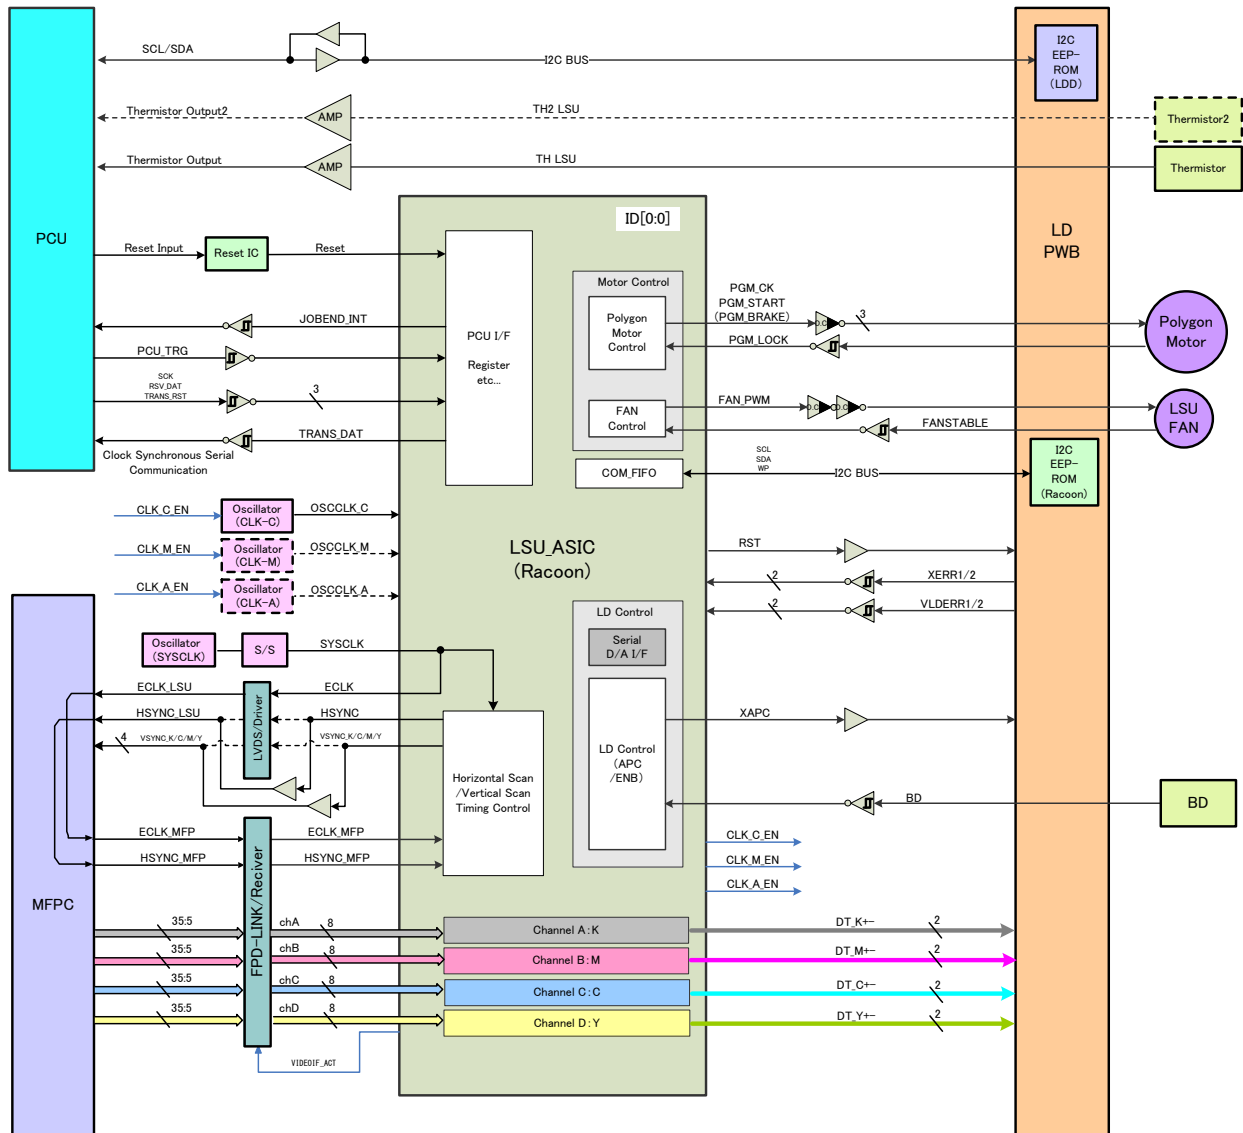 SCL/SDA
I2C BUS
I2C
EEP-
ROM
(LDD)
Thermistor Output2
AMP
TH2 LSU
Thermistor2
Thermistor Output
AMP
TH LSU
Thermistor
PCU
LD
PWB
ID[0:0]
Reset Input
Reset IC
Reset
Motor Control
PGM_CK
PGM_START
(PGM_BRAKE)
Polygon
Motor
Control
O.C
3
Polygon
Motor
JOBEND_INT
PCU I/F
Register
etc...
PGM_LOCK
PCU_TRG
SCK
RSV_DAT
TRANS_RST
3
FAN
Control
FAN_PWM
O.C
O.C
LSU
FAN
FANSTABLE
TRANS_DAT
Clock Synchronous Serial
Communication
COM_FIFO
SCL
SDA
WP
I2C BUS
I2C
EEP-
ROM
(Racoon)
CLK_C_EN
Oscillator
(CLK-C)
OSCCLK_C
CLK_M_EN
Oscillator
(CLK-M)
OSCCLK_M
CLK_A_EN
Oscillator
(CLK-A)
OSCCLK_A
LSU_ASIC
(Racoon)
RST
2
XERR1/2
2
VLDERR1/2
LD Control
Serial
D/A I/F
Oscillator
(SYSCLK)
S/S
SYSCLK
ECLK_LSU
ECLK
HSYNC_LSU
HSYNC
4
VSYNC_K/C/M/Y
VSYNC_K/C/M/Y
LVDS/Driver
XAPC
LD Control
(APC
/ENB)
Horizontal Scan
/Vertical Scan
Timing Control
BD
BD
ECLK_MFP
ECLK_MFP
HSYNC_MFP
HSYNC_MFP
CLK_C_EN
CLK_M_EN
CLK_A_EN
MFPC
FPD-LINK/Reciver
35:5
chA
8
Channel A : K
DT_K+-
2
35:5
chB
8
Channel B : M
DT_M+-
2
35:5
chC
8
Channel C : C
DT_C+-
2
35:5
chD
8
Channel D : Y
DT_Y+-
2
VIDEOIF_ACT